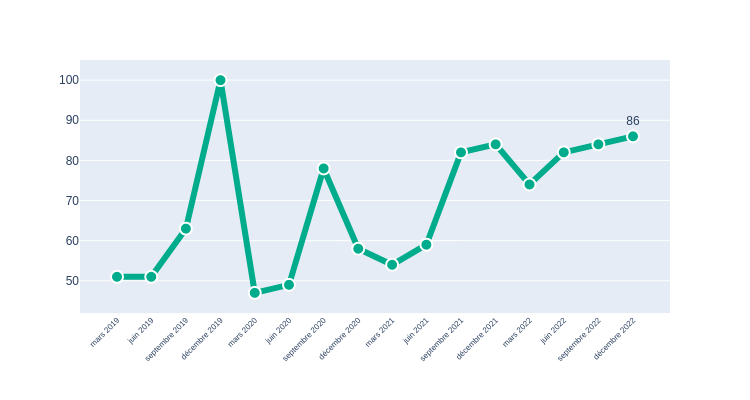 100
90
80
70
60
50
86
mars 2019
juin 2019
septembre 2019
décembre 2019
mars 2020
juin 2020
septembre 2020
décembre 2020
mars 2021
juin 2021
septembre 2021
décembre 2021
mars 2022
juin 2022
septembre 2022
décembre 2022